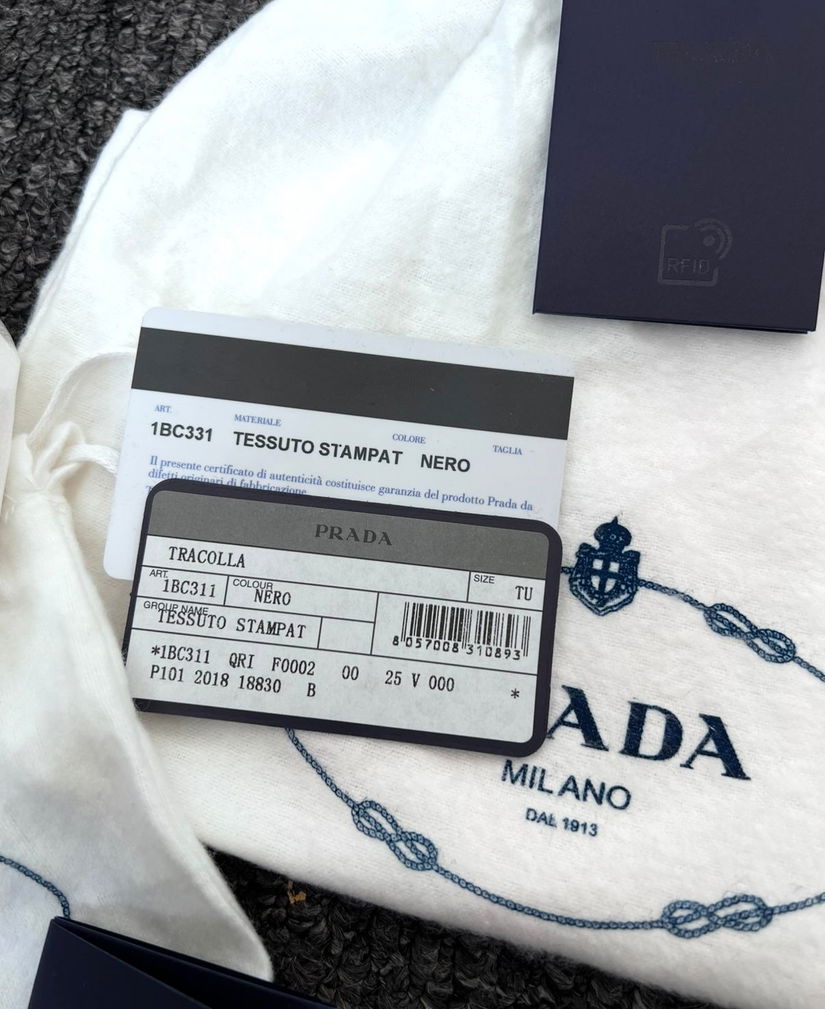 PRADA
RFID
ART. MATERIALE COLORE TAGLIA
1BC331 TESSUTO STAMPAT NERO
Il presente certificato di autenticità costituisce garanzia del prodotto Prada da
difetti originari di fabbricazione
PRADA
TRACOLLA
ART. COLOUR SIZE
1BC311 NERO TU
GROUP NAME
TESSUTO STAMPAT
8 057008 310893
*1BC311 QRI F0002 00 25 V 000 *
P101 2018 18830 B
ADA
MILANO
DAL 1913